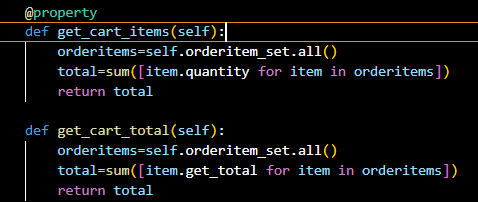 @property
def get_cart_items(self):
    orderitems=self.orderitem_set.all()
    total=sum([item.quantity for item in orderitems])
    return total
def get_cart_total(self):
    orderitems=self.orderitem_set.all()
    total=sum([item.get_total for item in orderitems])
    return total